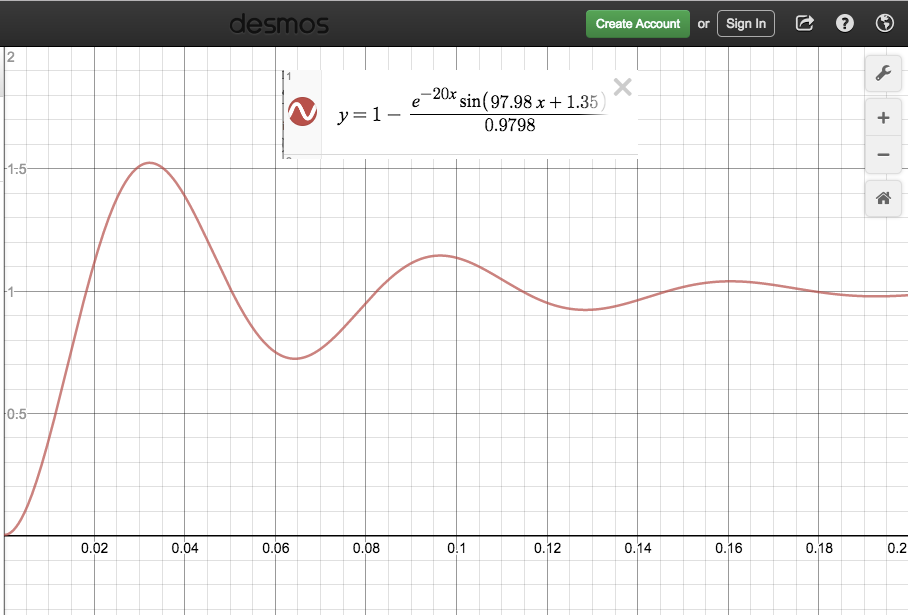 desmos
Create Account or Sign In
2
1
y = 1 − e^−20x sin(97.98 x + 1.35) / 0.9798
1.5
1
0.5
0.02 0.04 0.06 0.08 0.1 0.12 0.14 0.16 0.18 0.2